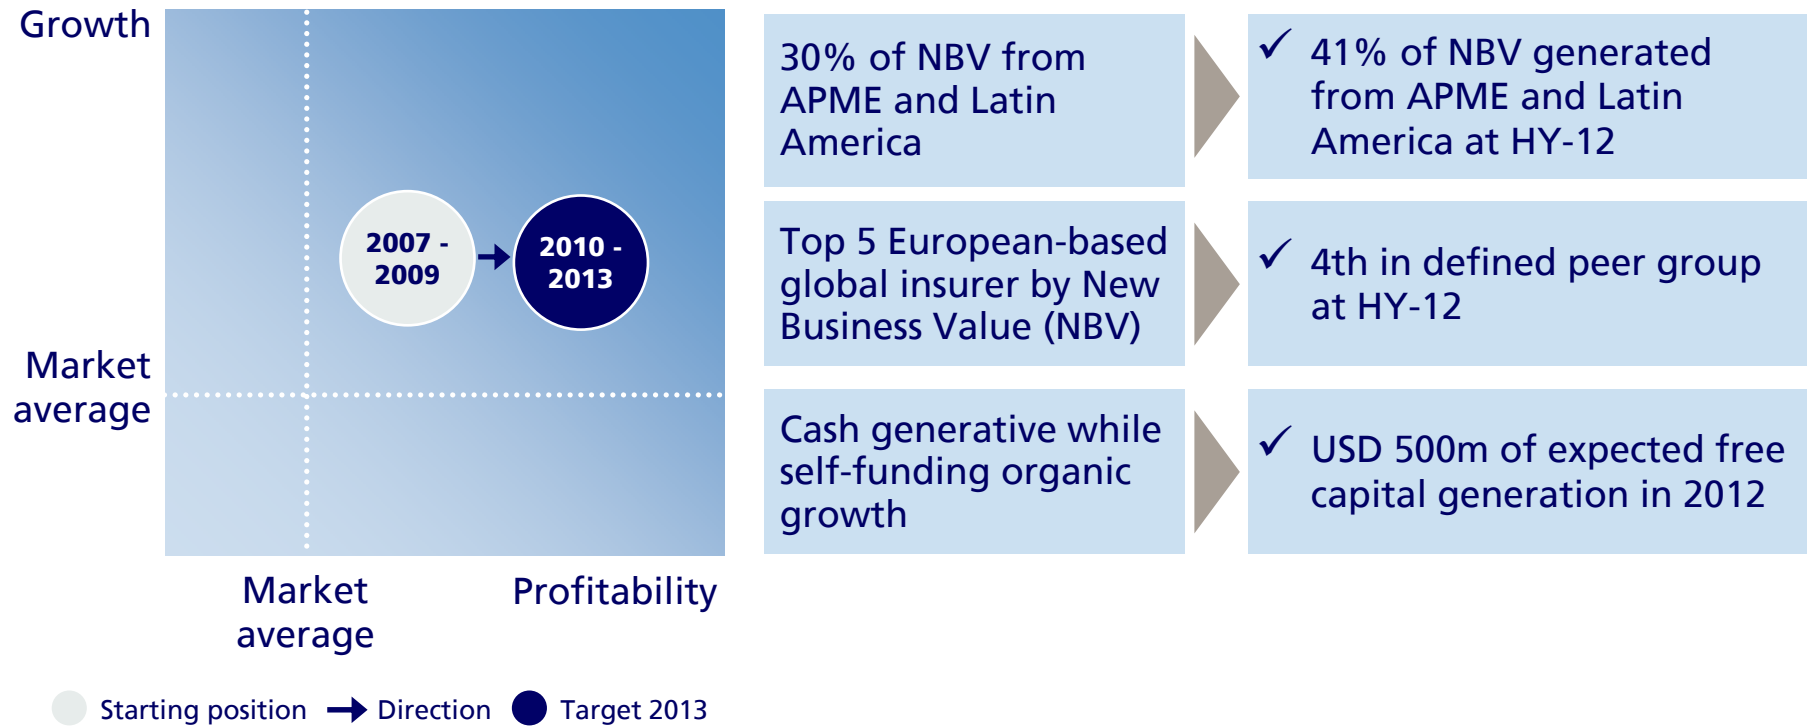 Growth
Market
average
2007 -
2009
2010 -
2013
Market
average
Profitability
Starting position
Direction
Target 2013
30% of NBV from
APME and Latin
America
✓ 41% of NBV generated
from APME and Latin
America at HY-12
Top 5 European-based
global insurer by New
Business Value (NBV)
✓ 4th in defined peer group
at HY-12
Cash generative while
self-funding organic
growth
✓ USD 500m of expected free
capital generation in 2012